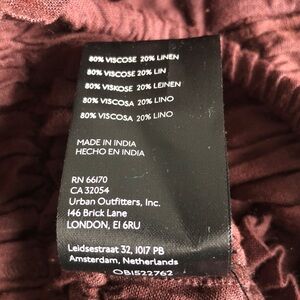 80% VISCOSE 20% LINEN
80% VISCOSE 20% LIN
80% VISKOSE 20% LEINEN
80% VISCOSA 20% LINO
80% VISCOSA 20% LINO
MADE IN INDIA
HECHO EN INDIA
RN 66170
CA 32054
Urban Outfitters, Inc.
146 Brick Lane
LONDON, E1 6RU
Leidsestraat 32, 1017 PB
Amsterdam, Netherlands
OB1522762